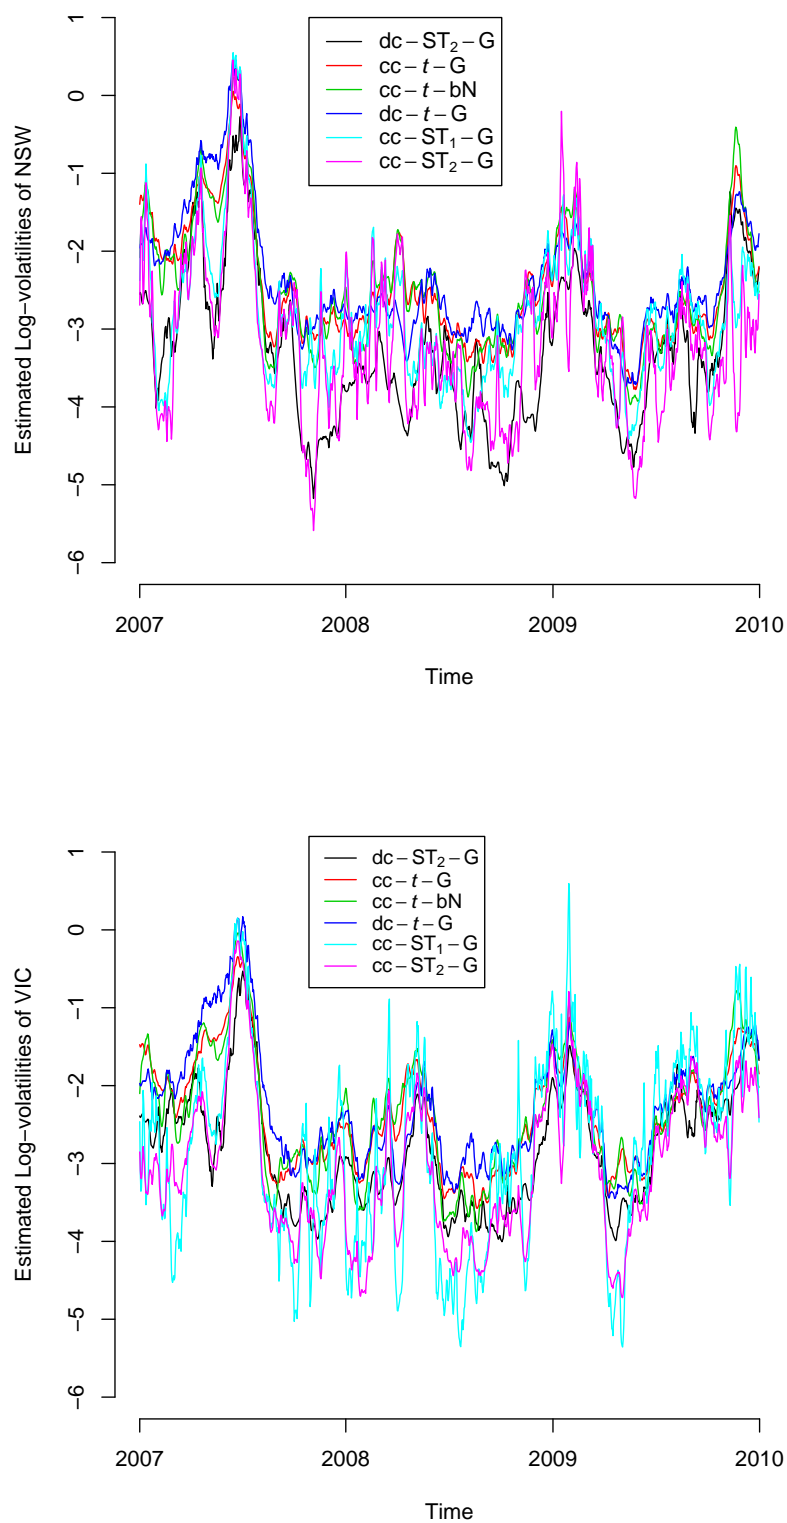 Estimated Log−volatilities of NSW
1
0
−1
−2
−3
−4
−5
−6
dc−ST₂−G
cc−t−G
cc−t−bN
dc−t−G
cc−ST₁−G
cc−ST₂−G
2007 2008 2009 2010
Time
Estimated Log−volatilities of VIC
1
0
−1
−2
−3
−4
−5
−6
dc−ST₂−G
cc−t−G
cc−t−bN
dc−t−G
cc−ST₁−G
cc−ST₂−G
2007 2008 2009 2010
Time